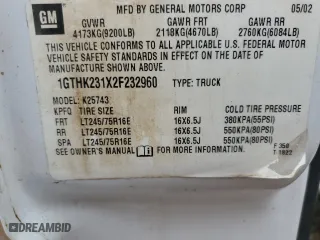 GM
MFD BY GENERAL MOTORS CORP 05/02
GVWR GAWR FRT GAWR RR
4173KG(9200LB) 2118KG(4670LB) 2760KG(6084LB)
THIS VEHICLE CONFORMS TO ALL APPLICABLE U.S. FEDERAL MOTOR
VEHICLE SAFETY STANDARDS IN EFFECT ON THE DATE OF
MANUFACTURE SHOWN ABOVE.
1GTHK231X2F232960 TYPE: TRUCK
MODEL: K25743
KPFQ TIRE SIZE RIM COLD TIRE PRESSURE
FRT LT245/75R16E 16X6.5J 380KPA(55PSI)
RR LT245/75R16E 16X6.5J 550KPA(80PSI)
SPA LT245/75R16E 16X6.5J 550KPA(80PSI)
SEE OWNER'S MANUAL FOR MORE INFORMATION.
DREAMBID